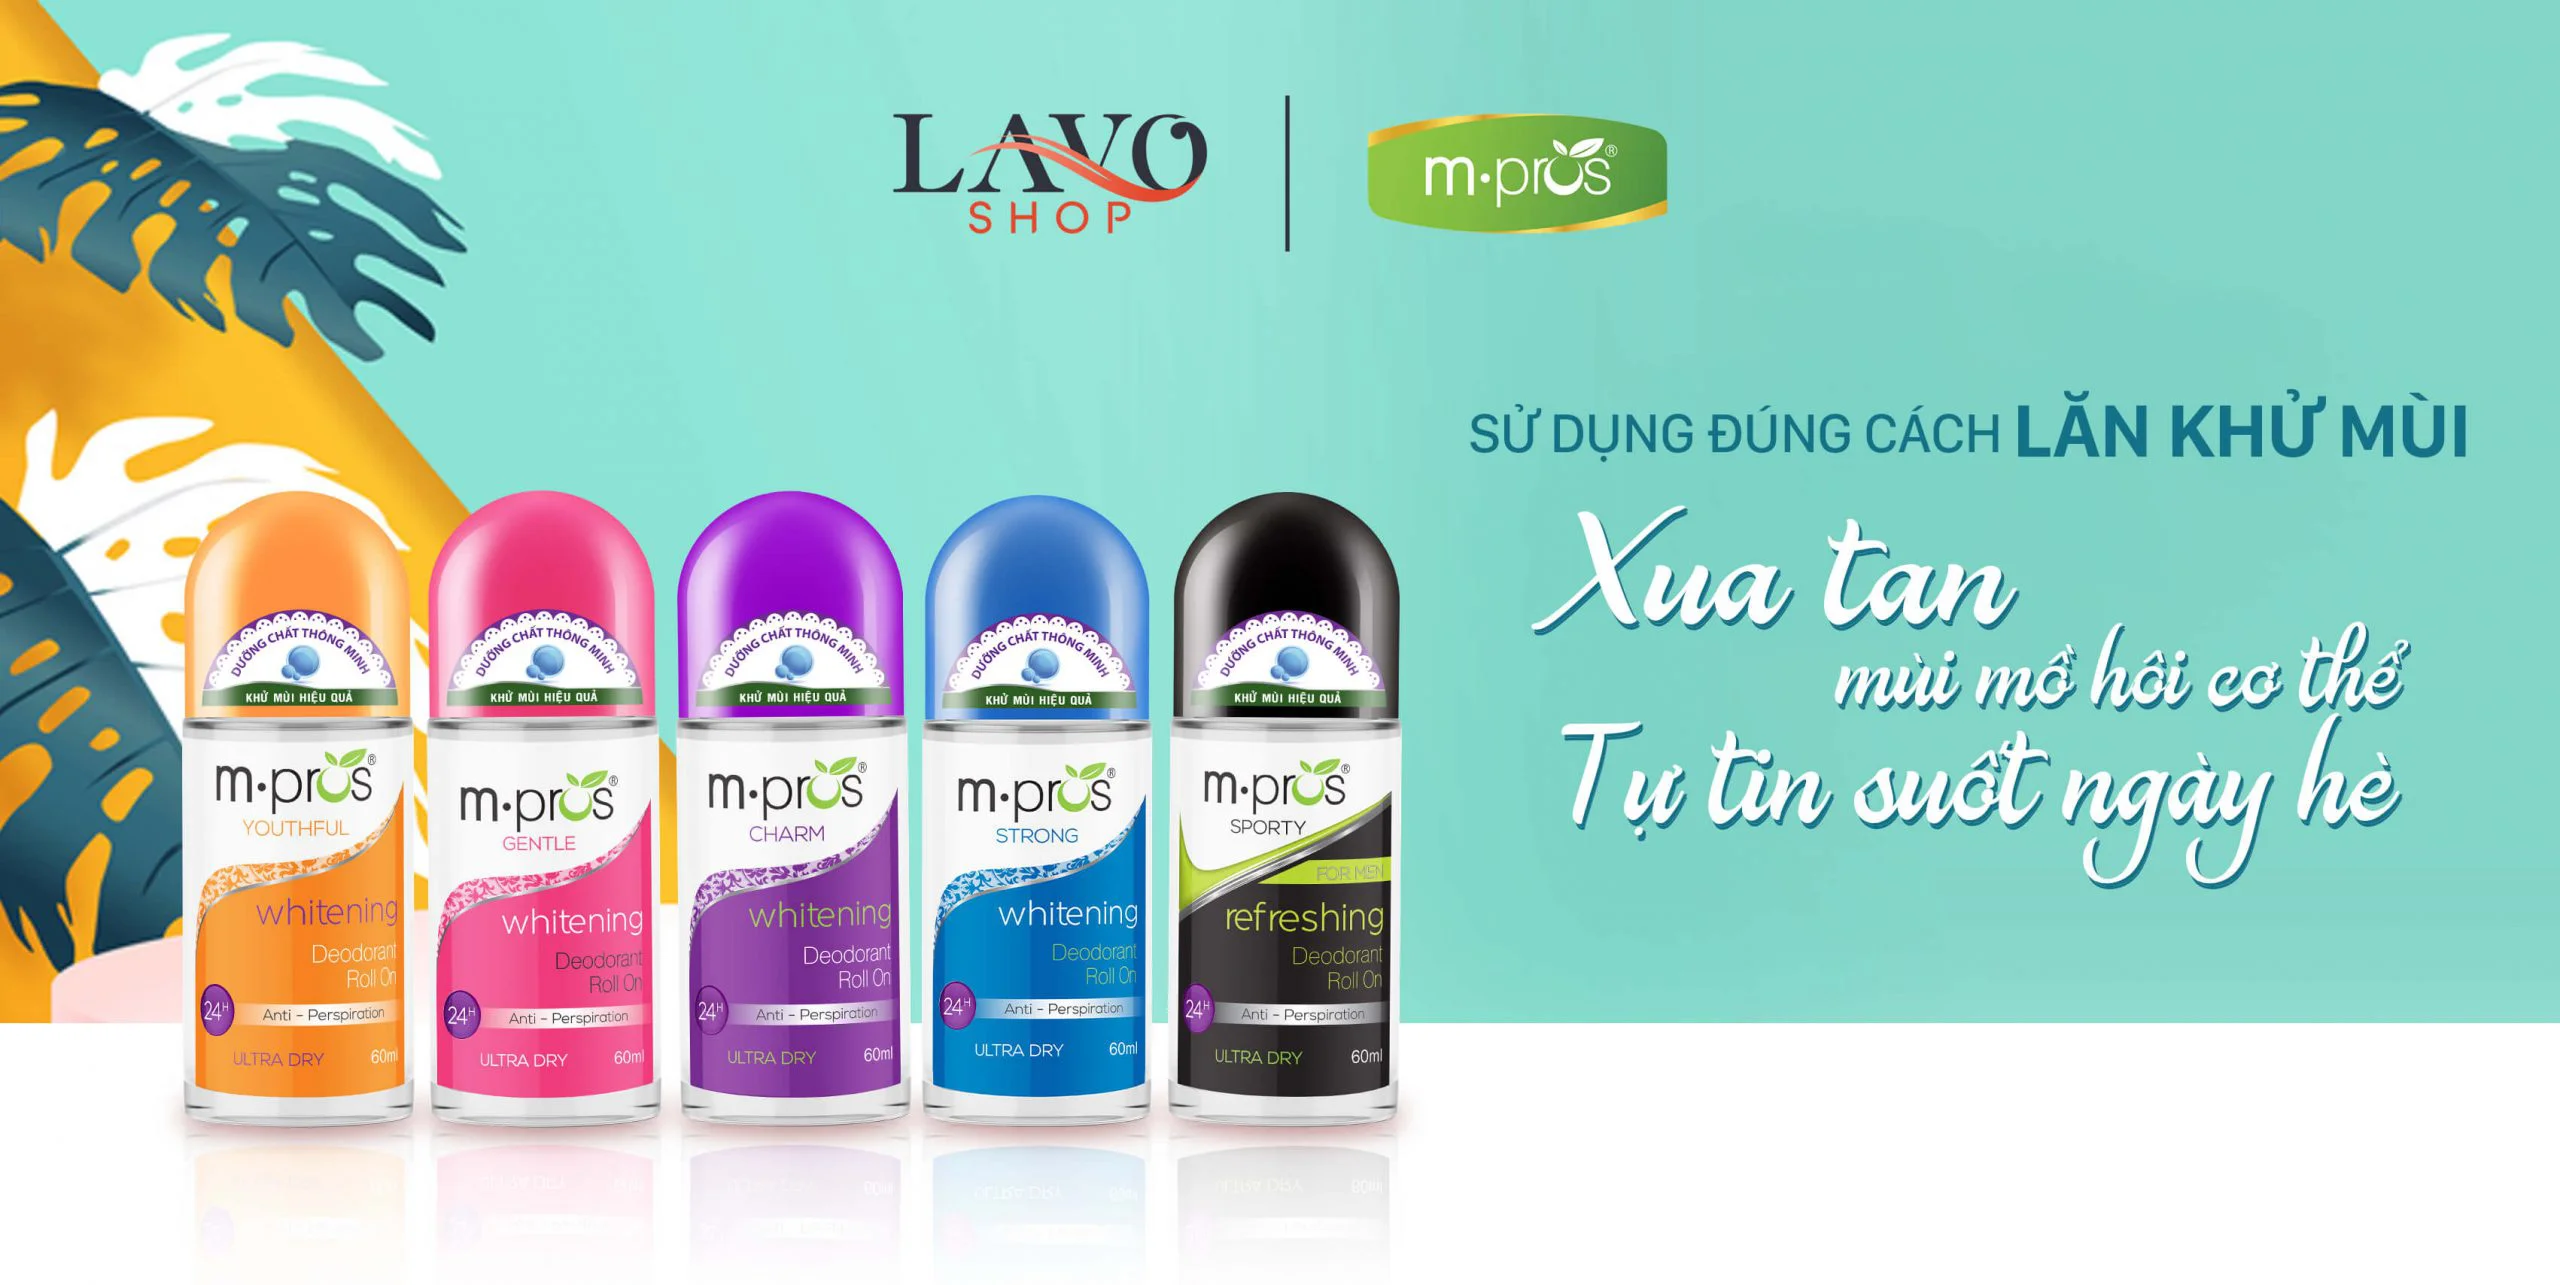 LAVO
SHOP
m·pros®
SỬ DỤNG ĐÚNG CÁCH LĂN KHỬ MÙI
Xua tan
mùi mồ hôi cơ thể
Tự tin suốt ngày hè
DƯỠNG CHẤT THÔNG MINH
KHỬ MÙI HIỆU QUẢ
m·pros®
YOUTHFUL
whitening
Deodorant
Roll On
24H
Anti - Perspiration
ULTRA DRY 60ml
DƯỠNG CHẤT THÔNG MINH
KHỬ MÙI HIỆU QUẢ
m·pros®
GENTLE
whitening
Deodorant
Roll On
24H
Anti - Perspiration
ULTRA DRY 60ml
DƯỠNG CHẤT THÔNG MINH
KHỬ MÙI HIỆU QUẢ
m·pros®
CHARM
whitening
Deodorant
Roll On
24H
Anti - Perspiration
ULTRA DRY 60ml
DƯỠNG CHẤT THÔNG MINH
KHỬ MÙI HIỆU QUẢ
m·pros®
STRONG
whitening
Deodorant
Roll On
24H
Anti - Perspiration
ULTRA DRY 60ml
DƯỠNG CHẤT THÔNG MINH
KHỬ MÙI HIỆU QUẢ
m·pros®
SPORTY
FOR MEN
refreshing
Deodorant
Roll On
24H
Anti - Perspiration
ULTRA DRY 60ml